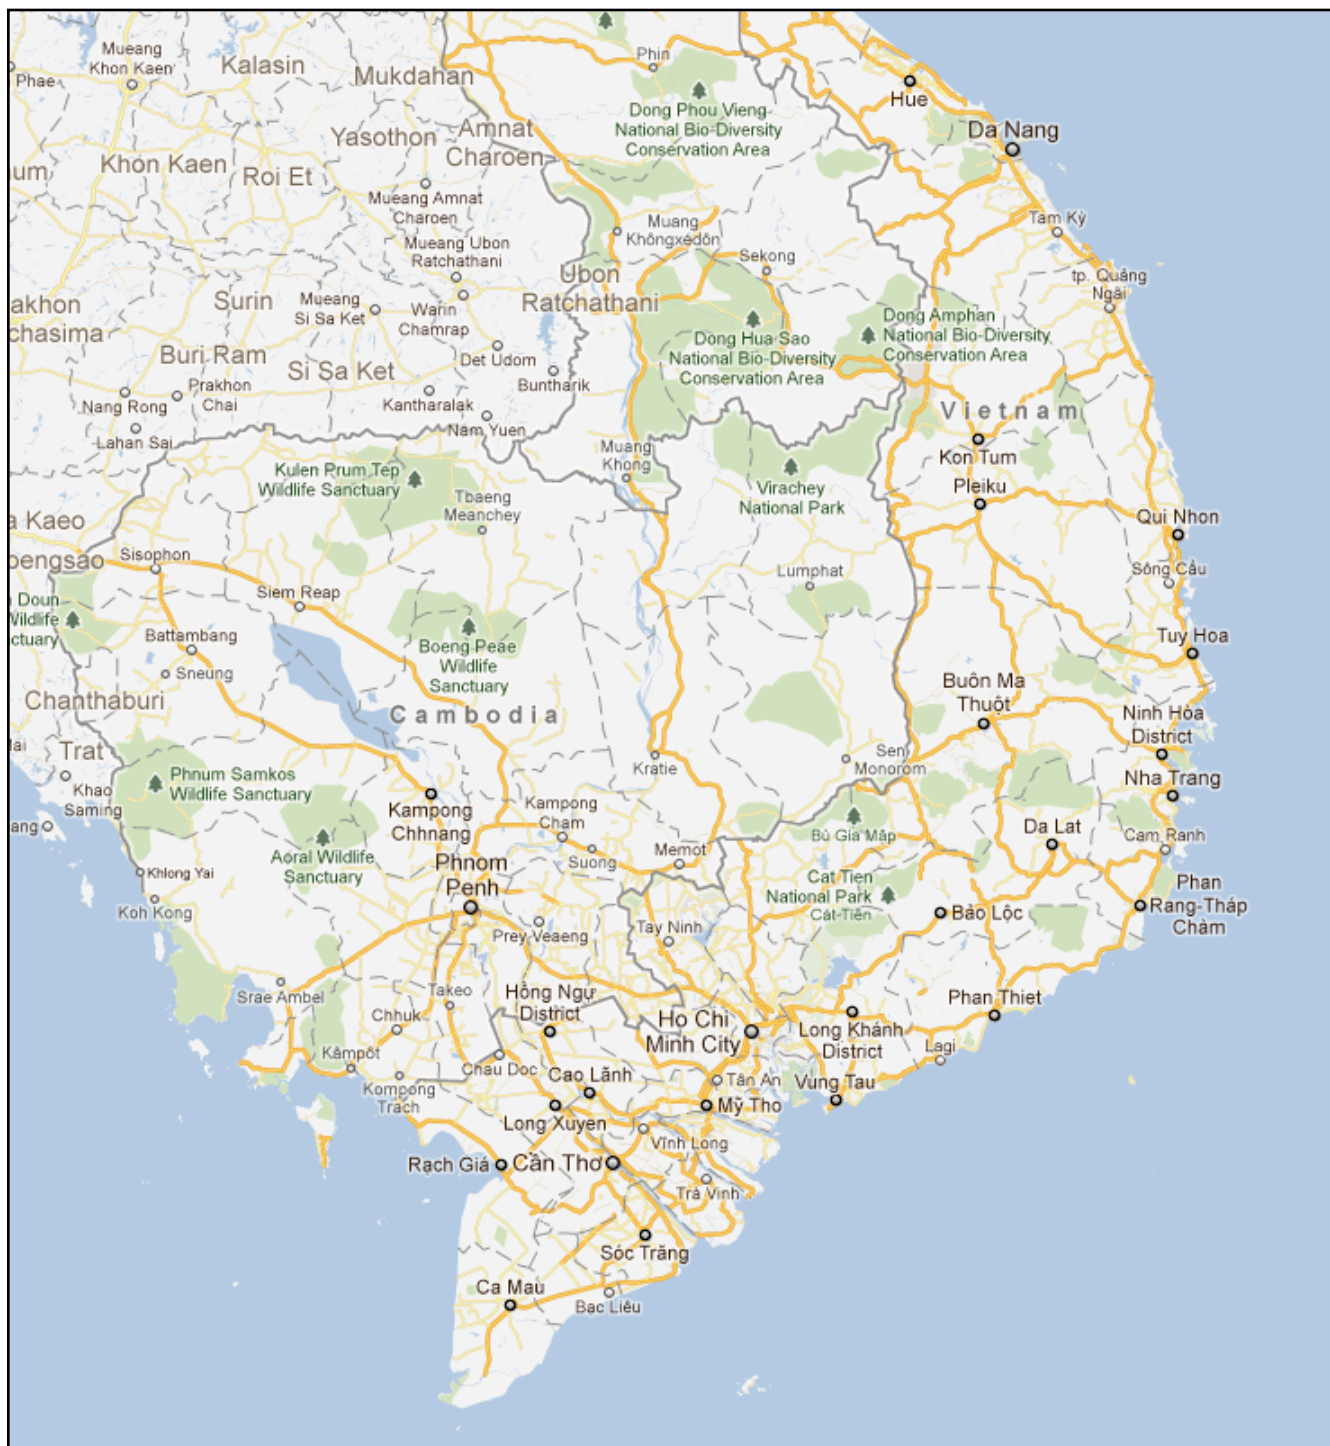 Mueang
Khon Kaen
Phae
Kalasin
Mukdahan
Phin
Hue
Dong Phou Vieng
National Bio-Diversity
Conservation Area
Da Nang
Yasothon
Amnat
Charoen
Khon Kaen
Roi Et
um
Mueang Amnat
Charoen
Muang
Khôngxédôn
Tam Kỳ
Mueang Ubon
Ratchathani
Sekong
Ubon
Ratchathani
tp. Quảng
Ngãi
akhon
chasima
Surin
Mueang
Si Sa Ket
Warin
Chamrap
Dong Amphan
National Bio-Diversity
Conservation Area
Dong Hua Sao
National Bio-Diversity
Conservation Area
Buri Ram
Si Sa Ket
Det Udom
Buntharik
Nang Rong
Prakhon
Chai
Kantharalak
Nam Yuen
Lahan Sai
Vietnam
Kon Tum
Muang
Khong
Kulen Prum Tep
Wildlife Sanctuary
Virachey
National Park
Pleiku
Tbaeng
Meanchey
a Kaeo
oengsao
Qui Nhon
Sisophon
Siem Reap
Lumphat
Sông Cầu
Doun
Wildlife
ctuary
Battambang
Boeng Peae
Wildlife
Sanctuary
Tuy Hoa
Sneung
Chanthaburi
Cambodia
Buôn Ma
Thuột
Ninh Hòa
District
Trat
Kratie
Sen
Monorom
Phnum Samkos
Wildlife Sanctuary
Khao
Saming
ang
Nha Trang
Kampong
Chhnang
Kampong
Cham
Bù Gia Mập
Da Lat
Cam Ranh
Aoral Wildlife
Sanctuary
Suong
Memot
Phnom
Penh
Khlong Yai
Koh Kong
Cat Tien
National Park
Cát-Tiên
Phan
Rang-Tháp
Chàm
Bảo Lộc
Prey Veaeng
Tay Ninh
Srae Ambel
Takeo
Hồng Ngự
District
Phan Thiet
Chhuk
Ho Chi
Minh City
Long Khánh
District
Lagi
Kâmpôt
Chau Doc
Cao Lãnh
Tân An
Vung Tau
Kompong
Trach
Long Xuyen
Mỹ Tho
Vĩnh Long
Rạch Giá
Cần Thơ
Trà Vinh
Sóc Trăng
Ca Mau
Bạc Liêu